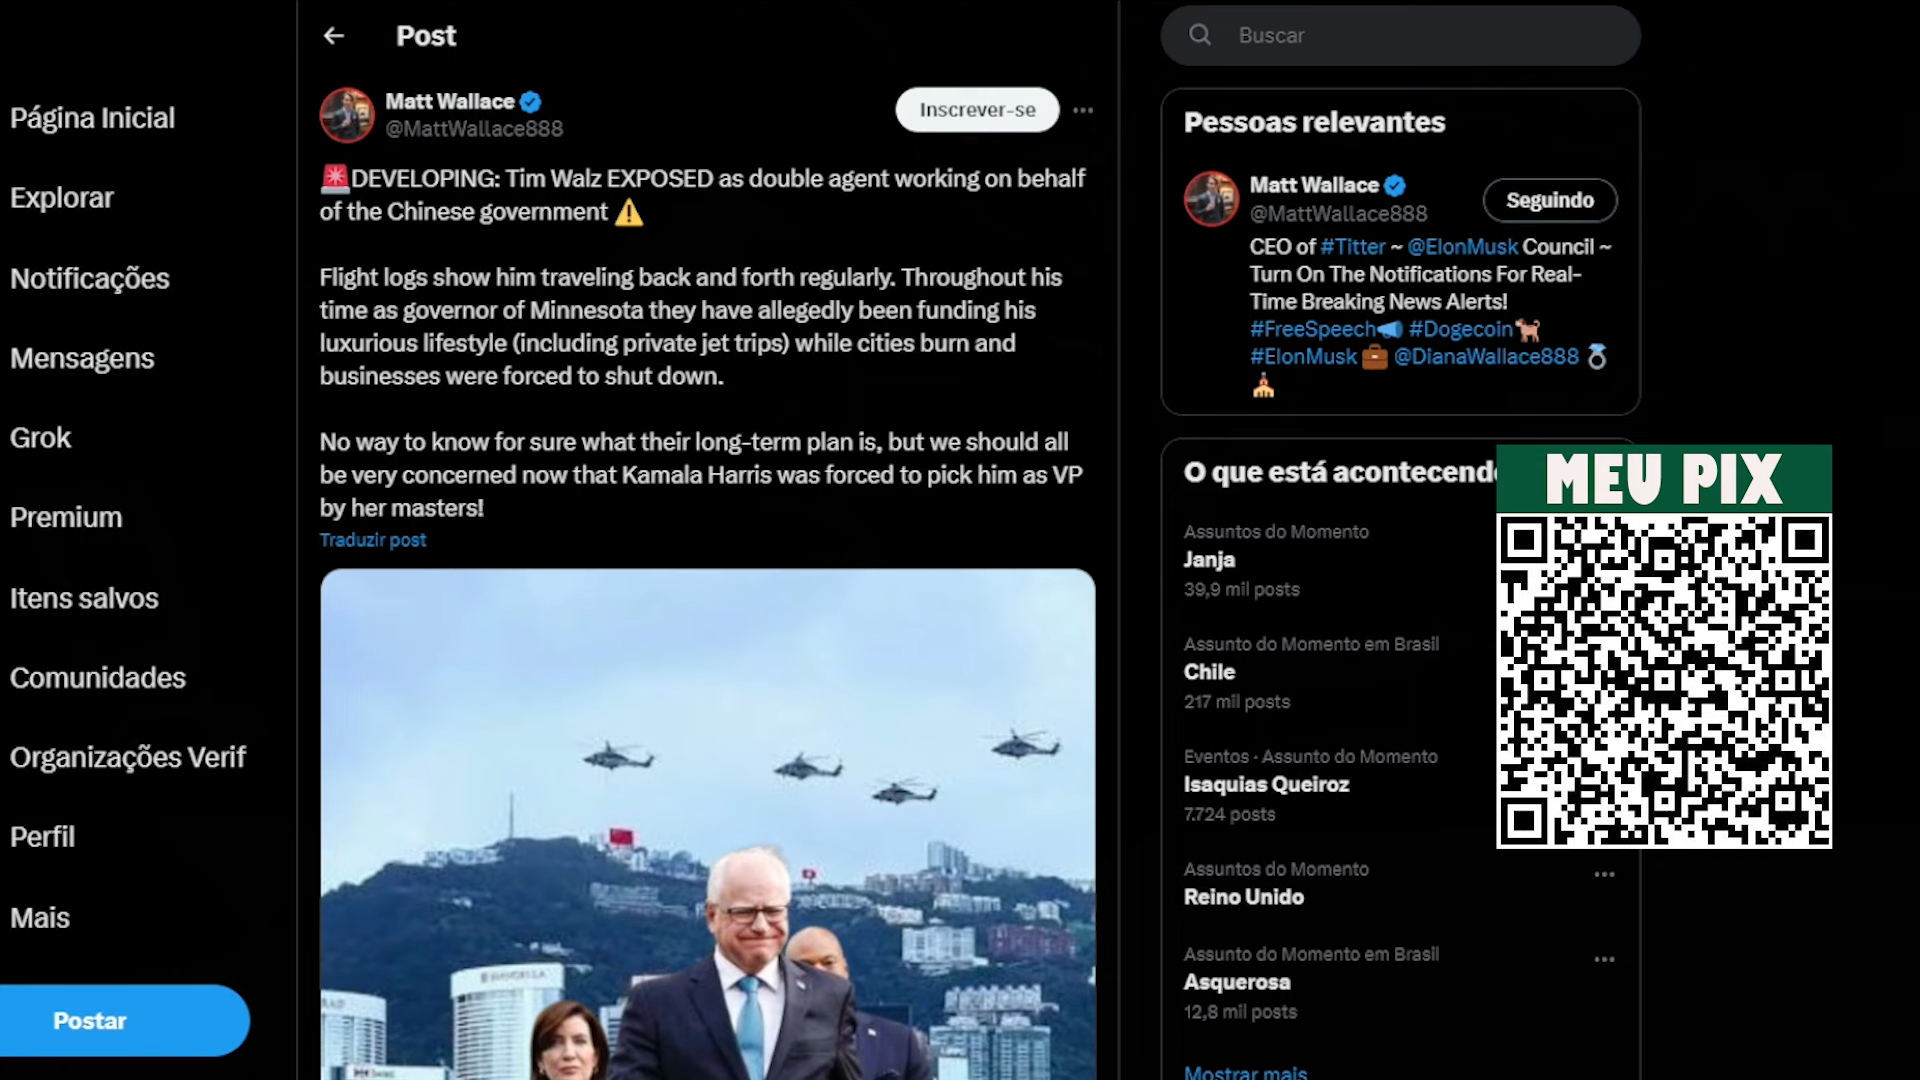 Página Inicial
Explorar
Notificações
Mensagens
Grok
Premium
Itens salvos
Comunidades
Organizações Verif
Perfil
Mais
Postar
Post
Matt Wallace
@MattWallace888
Inscrever-se
🚨DEVELOPING: Tim Walz EXPOSED as double agent working on behalf
of the Chinese government ⚠️
Flight logs show him traveling back and forth regularly. Throughout his
time as governor of Minnesota they have allegedly been funding his
luxurious lifestyle (including private jet trips) while cities burn and
businesses were forced to shut down.
No way to know for sure what their long-term plan is, but we should all
be very concerned now that Kamala Harris was forced to pick him as VP
by her masters!
Traduzir post
Buscar
Pessoas relevantes
Matt Wallace
@MattWallace888
Seguindo
CEO of #Titter ~ @ElonMusk Council ~
Turn On The Notifications For Real-
Time Breaking News Alerts!
#FreeSpeech📣 #Dogecoin🐕
#ElonMusk 💼 @DianaWallace888 💍
⛪
O que está acontecendo
Assuntos do Momento
Janja
39,9 mil posts
Assunto do Momento em Brasil
Chile
217 mil posts
Eventos · Assunto do Momento
Isaquias Queiroz
7.724 posts
Assuntos do Momento
Reino Unido
Assunto do Momento em Brasil
Asquerosa
12,8 mil posts
Mostrar mais
MEU PIX